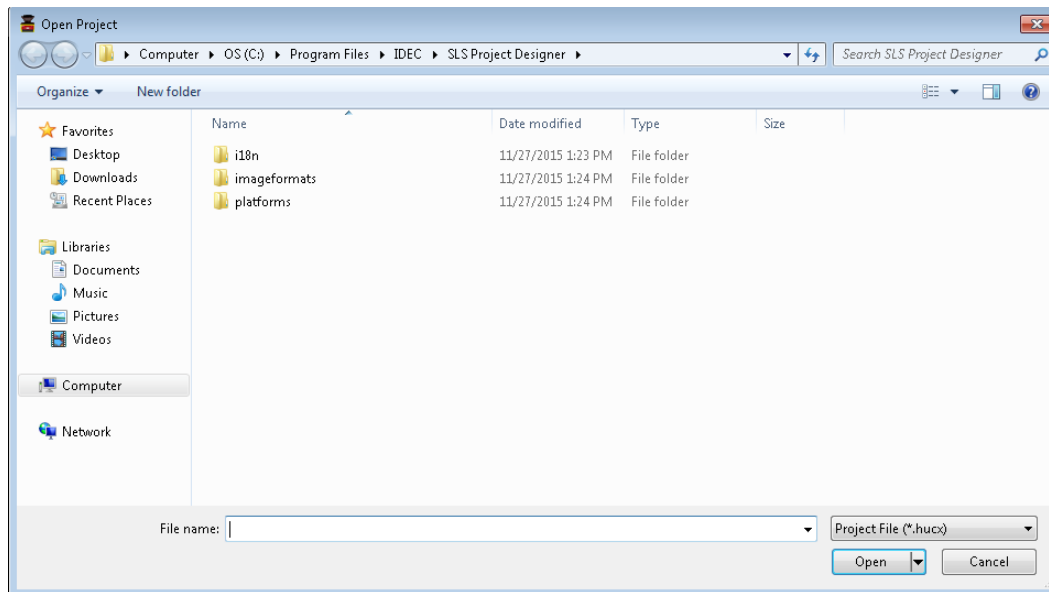 Open Project
Computer ▸ OS (C:) ▸ Program Files ▸ IDEC ▸ SLS Project Designer ▸
Search SLS Project Designer
Organize
New folder
Name Date modified Type Size
Favorites
Desktop
Downloads
Recent Places
Libraries
Documents
Music
Pictures
Videos
Computer
Network
i18n 11/27/2015 1:23 PM File folder
imageformats 11/27/2015 1:24 PM File folder
platforms 11/27/2015 1:24 PM File folder
File name:
Project File (*.hucx)
Open
Cancel